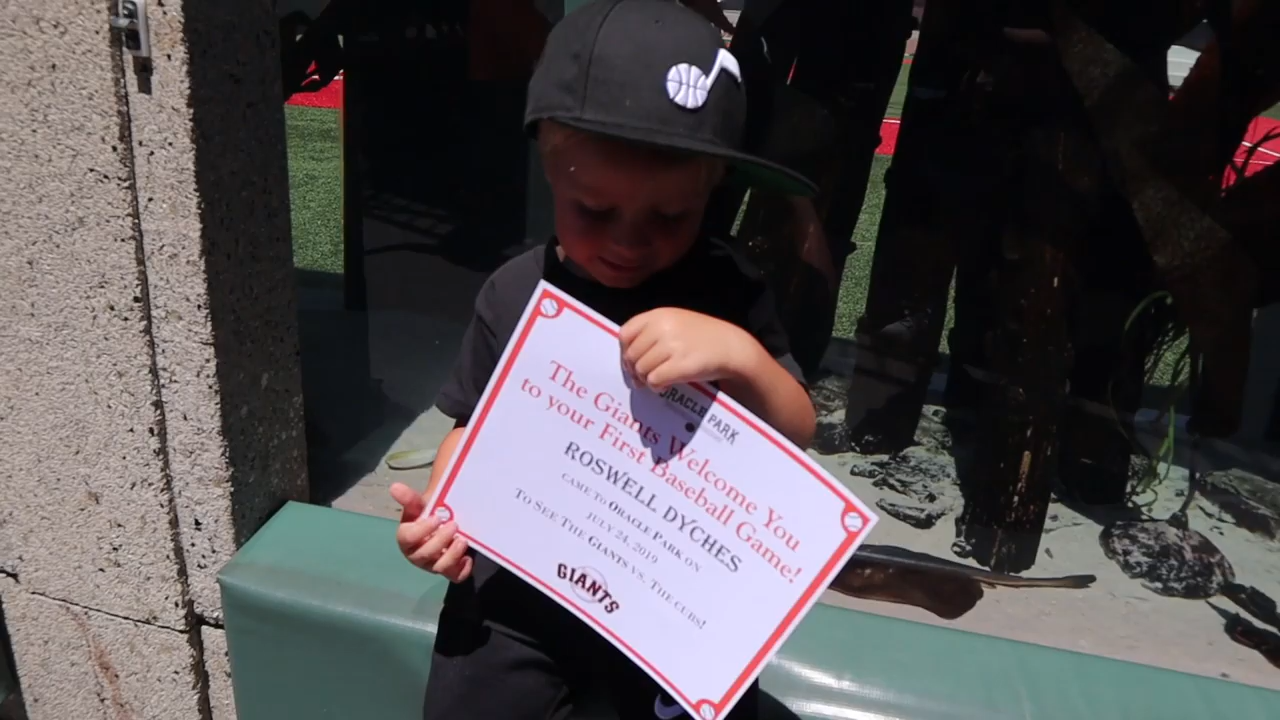 ORACLE PARK
The Giants Welcome You
to your First Baseball Game!
ROSWELL DYCHES
CAME TO ORACLE PARK ON
JULY 24, 2019
TO SEE THE GIANTS VS. THE CUBS!
GIANTS